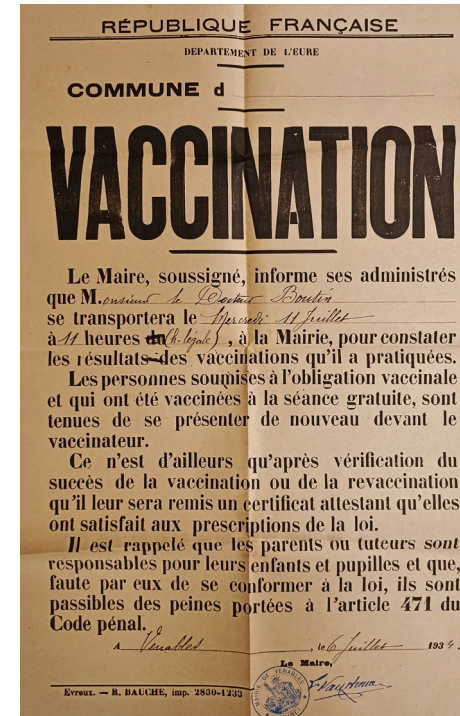 RÉPUBLIQUE FRANÇAISE
DEPARTEMENT DE L'EURE
COMMUNE d
VACCINATION
Le Maire, soussigné, informe ses administrés
que M.onsieur le Docteur Boutin
se transportera le Mercredi 11 Juillet
à 11 heures du (h. légale), à la Mairie, pour constater
les résultats des vaccinations qu'il a pratiquées.
Les personnes soumises à l'obligation vaccinale
et qui ont été vaccinées à la séance gratuite, sont
tenues de se présenter de nouveau devant le
vaccinateur.
Ce n'est d'ailleurs qu'après vérification du
succès de la vaccination ou de la revaccination
qu'il leur sera remis un certificat attestant qu'elles
ont satisfait aux prescriptions de la loi.
Il est rappelé que les parents ou tuteurs sont
responsables pour leurs enfants et pupilles et que,
faute par eux de se conformer à la loi, ils sont
passibles des peines portées à l'article 471 du
Code pénal.
A Venables, le 6 Juillet 1934.
Le Maire,
MAIRIE DE VENABLES
Evreux. — R. BAUCHE, imp. 2850-1233